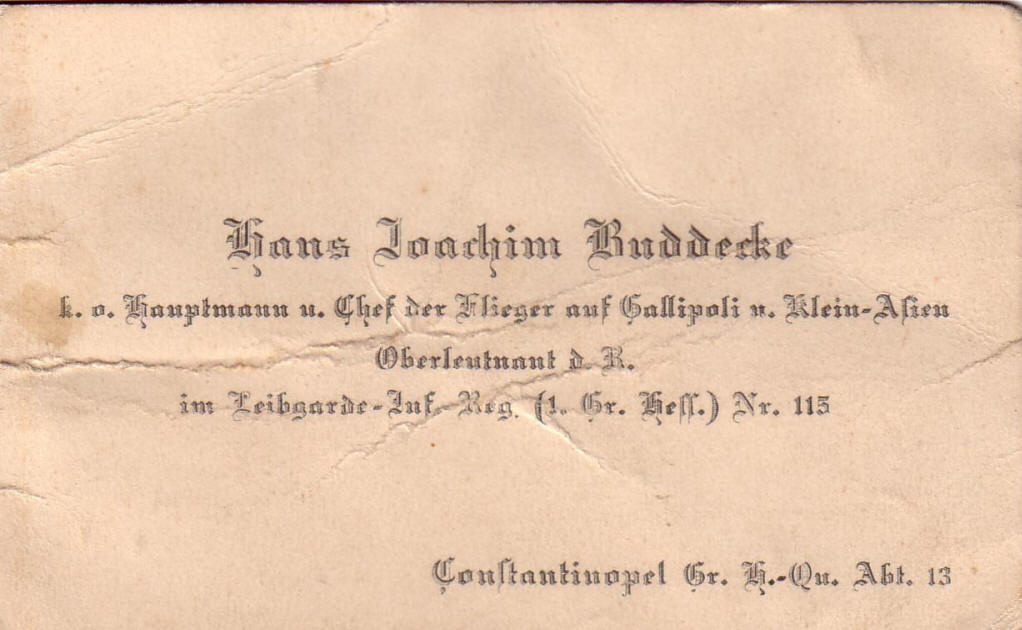 Hans Joachim Buddecke
k. o. Hauptmann u. Chef der Flieger auf Gallipoli u. Klein-Aſien
Oberleutnant d. R.
im Leibgarde-Inf.-Reg. (1. Gr. Heſſ.) Nr. 115
Conſtantinopel Gr. H.-Qu. Abt. 13